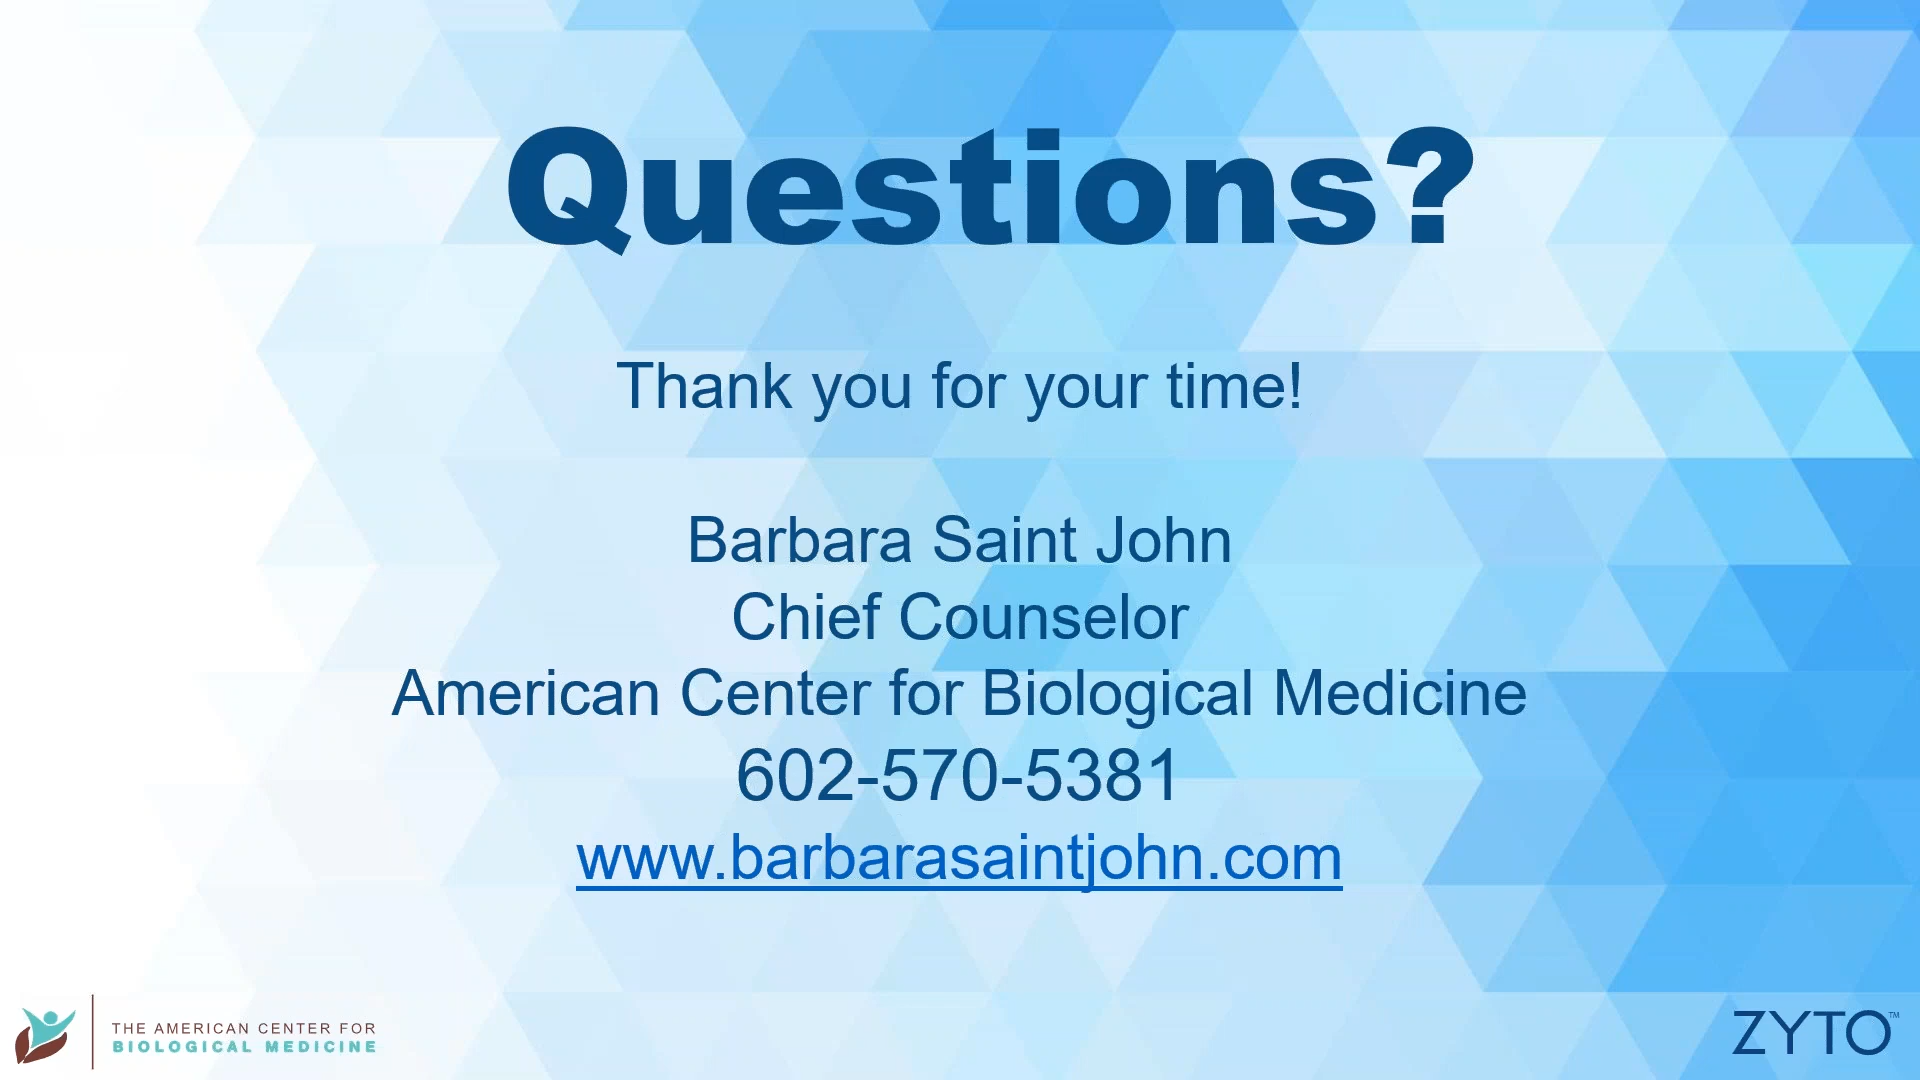 Questions?
Thank you for your time!
Barbara Saint John
Chief Counselor
American Center for Biological Medicine
602-570-5381
www.barbarasaintjohn.com
THE AMERICAN CENTER FOR
BIOLOGICAL MEDICINE
ZYTO™